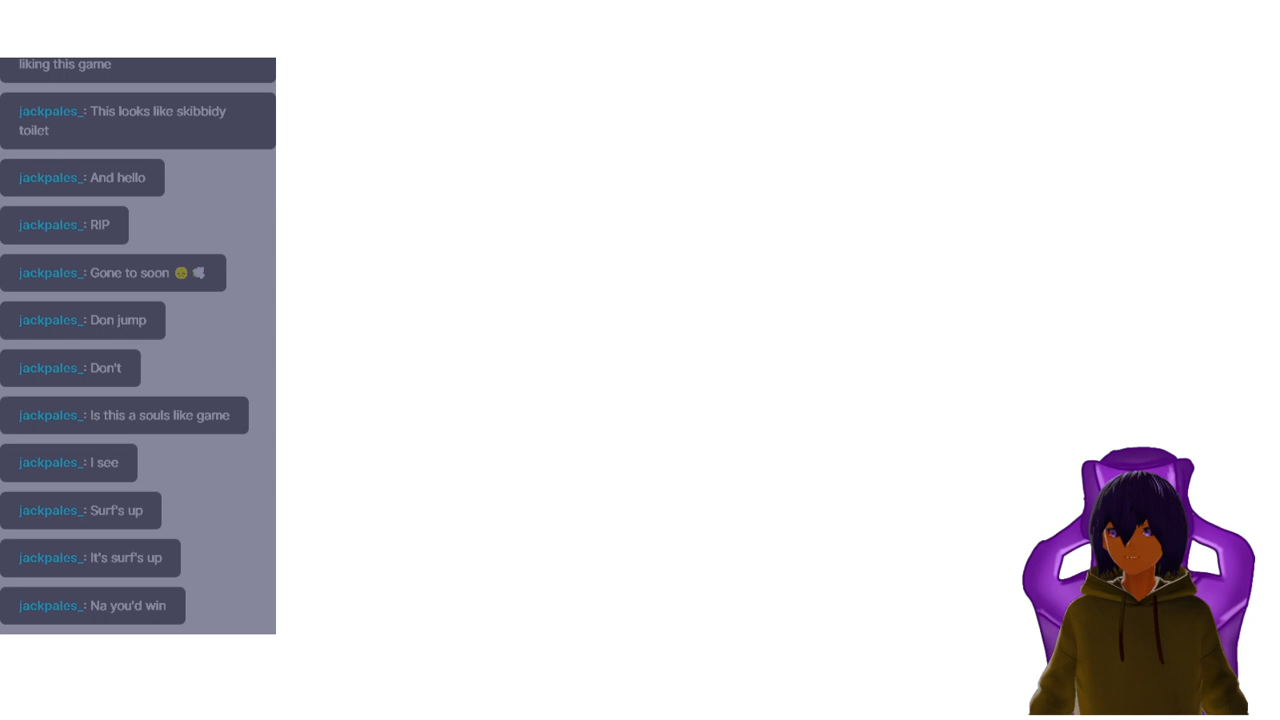 liking this game
jackpales_: This looks like skibbidy
toilet
jackpales_: And hello
jackpales_: RIP
jackpales_: Gone to soon 😔 🕊
jackpales_: Don jump
jackpales_: Don't
jackpales_: Is this a souls like game
jackpales_: I see
jackpales_: Surf's up
jackpales_: It's surf's up
jackpales_: Na you'd win